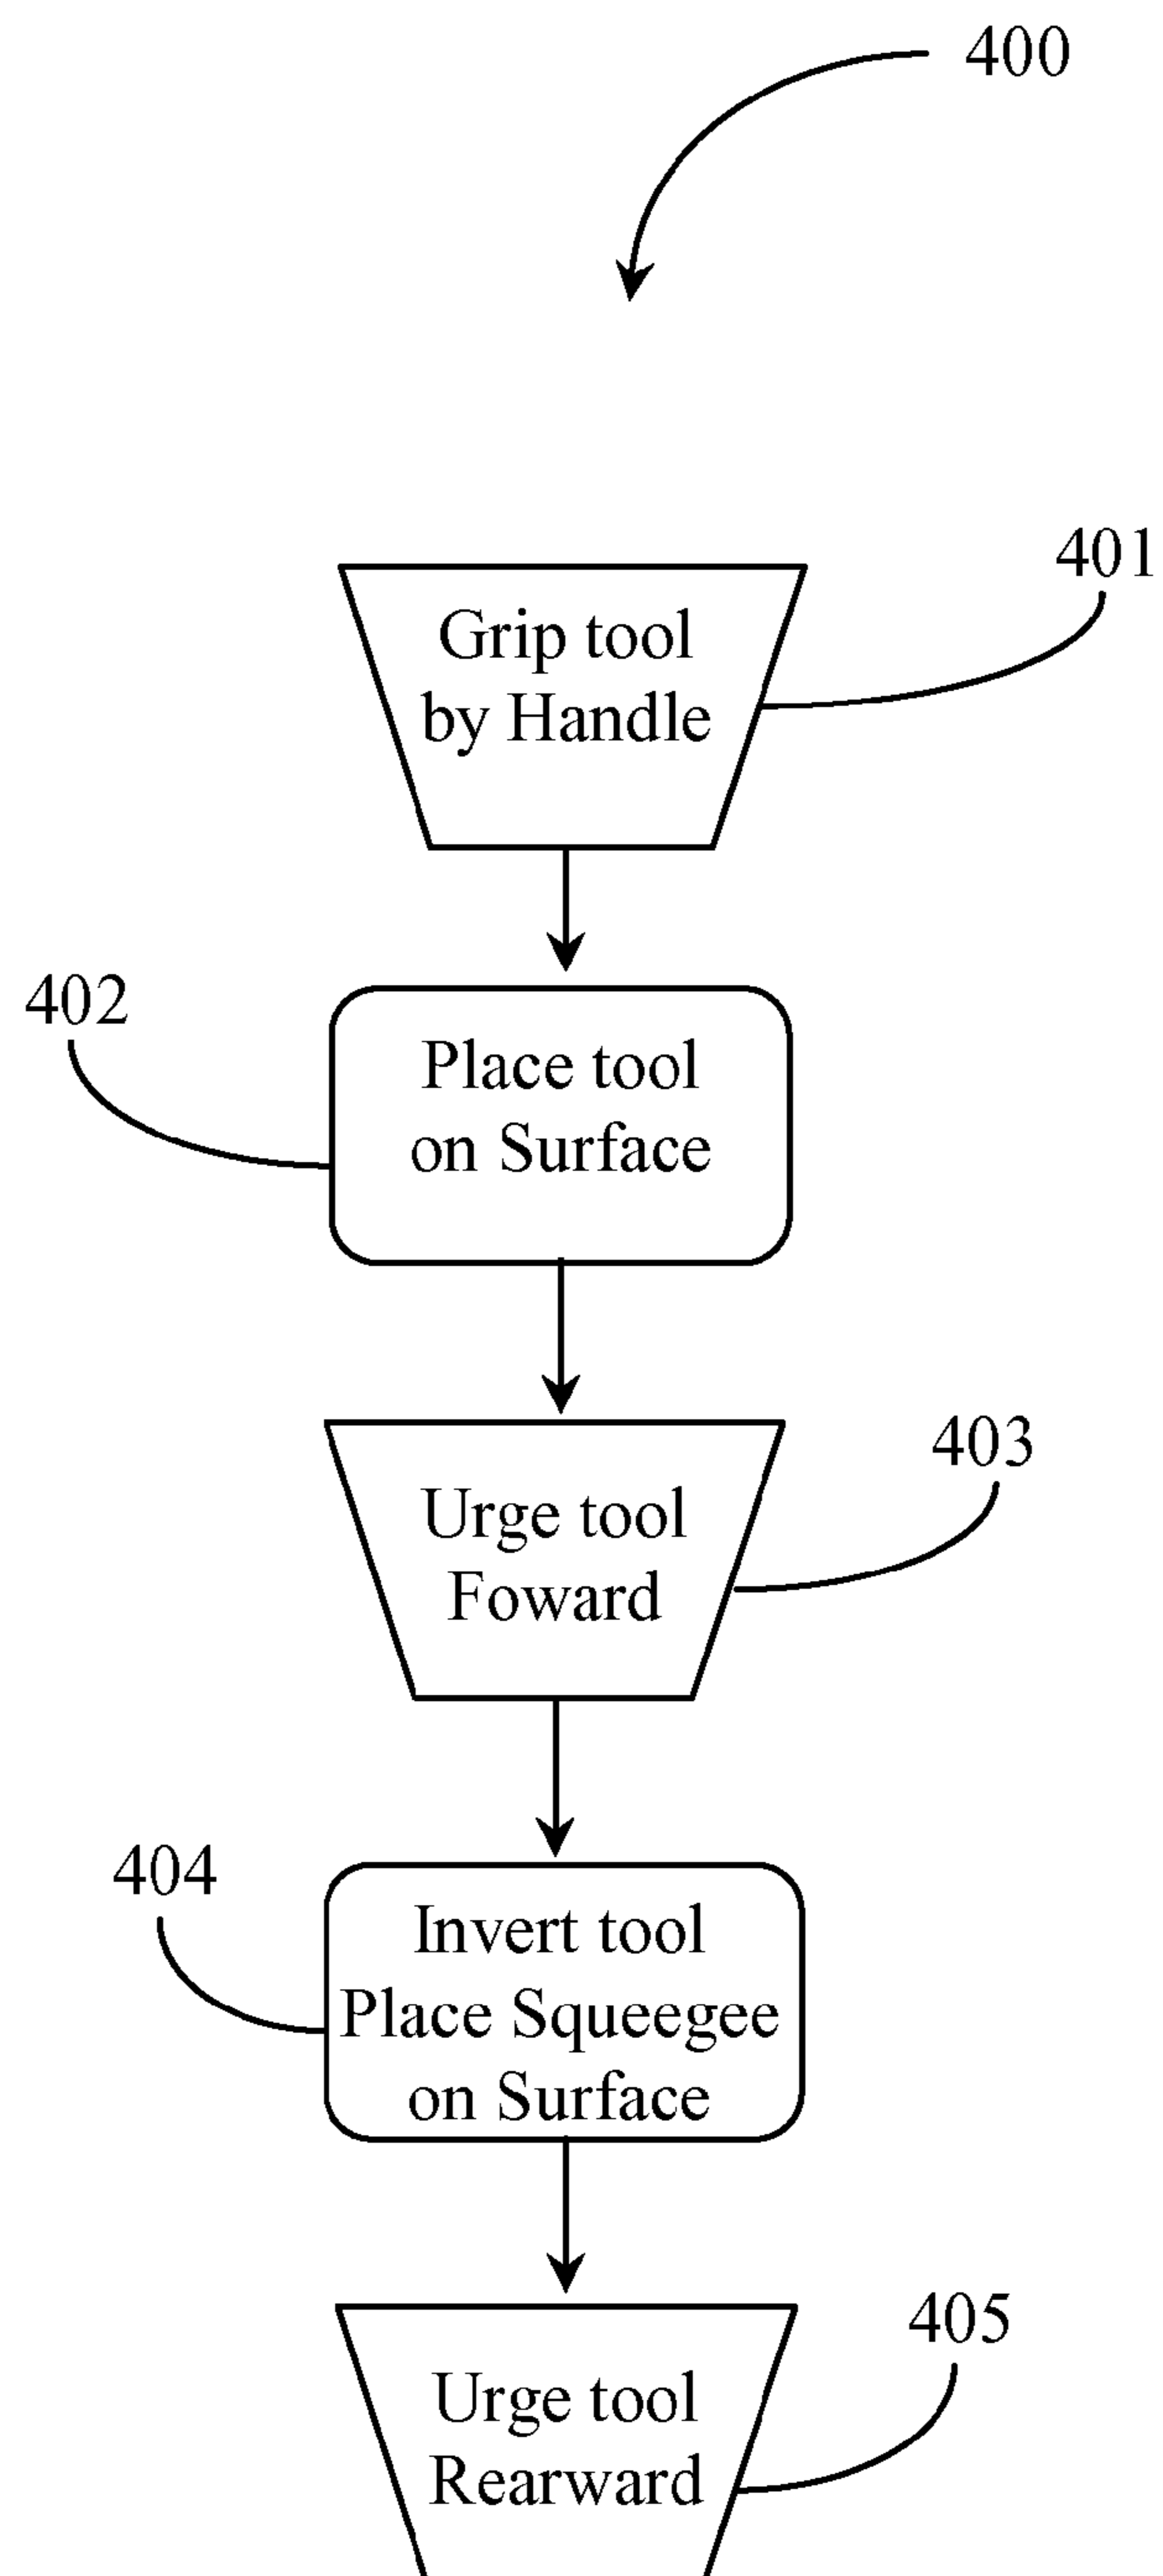 400
401
Grip tool
by Handle
402
Place tool
on Surface
403
Urge tool
Foward
404
Invert tool
Place Squeegee
on Surface
405
Urge tool
Rearward